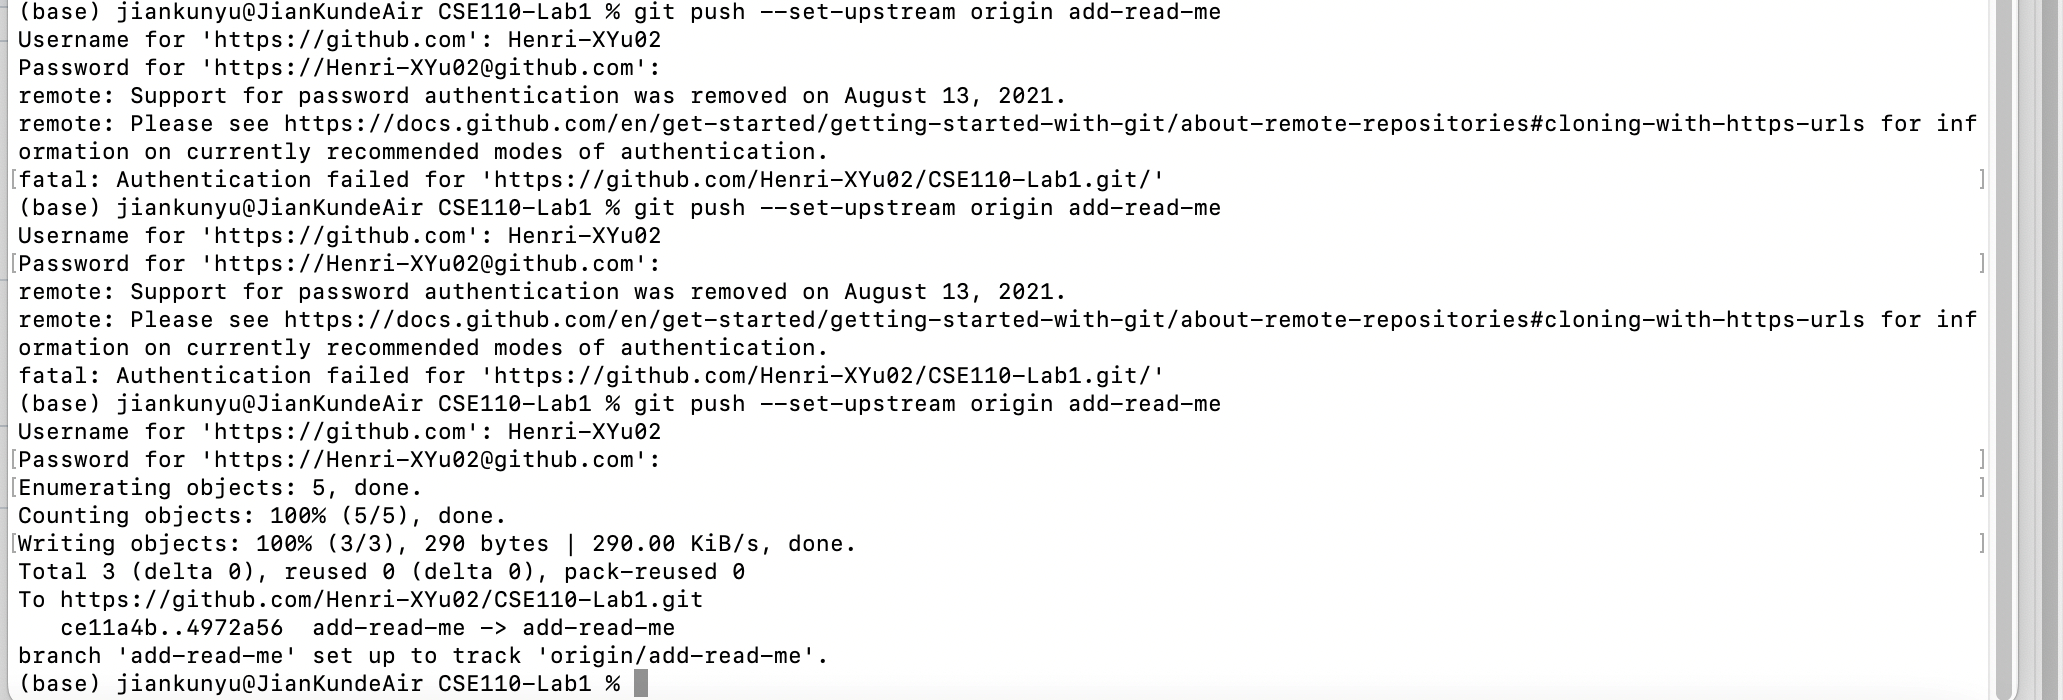 (base) jiankunyu@JianKundeAir CSE110-Lab1 % git push --set-upstream origin add-read-me
Username for 'https://github.com': Henri-XYu02
Password for 'https://Henri-XYu02@github.com':
remote: Support for password authentication was removed on August 13, 2021.
remote: Please see https://docs.github.com/en/get-started/getting-started-with-git/about-remote-repositories#cloning-with-https-urls for inf
ormation on currently recommended modes of authentication.
[fatal: Authentication failed for 'https://github.com/Henri-XYu02/CSE110-Lab1.git/' ]
(base) jiankunyu@JianKundeAir CSE110-Lab1 % git push --set-upstream origin add-read-me
Username for 'https://github.com': Henri-XYu02
[Password for 'https://Henri-XYu02@github.com': ]
remote: Support for password authentication was removed on August 13, 2021.
remote: Please see https://docs.github.com/en/get-started/getting-started-with-git/about-remote-repositories#cloning-with-https-urls for inf
ormation on currently recommended modes of authentication.
fatal: Authentication failed for 'https://github.com/Henri-XYu02/CSE110-Lab1.git/'
(base) jiankunyu@JianKundeAir CSE110-Lab1 % git push --set-upstream origin add-read-me
Username for 'https://github.com': Henri-XYu02
[Password for 'https://Henri-XYu02@github.com': ]
[Enumerating objects: 5, done. ]
Counting objects: 100% (5/5), done.
[Writing objects: 100% (3/3), 290 bytes | 290.00 KiB/s, done. ]
Total 3 (delta 0), reused 0 (delta 0), pack-reused 0
To https://github.com/Henri-XYu02/CSE110-Lab1.git
   ce11a4b..4972a56  add-read-me -> add-read-me
branch 'add-read-me' set up to track 'origin/add-read-me'.
(base) jiankunyu@JianKundeAir CSE110-Lab1 %